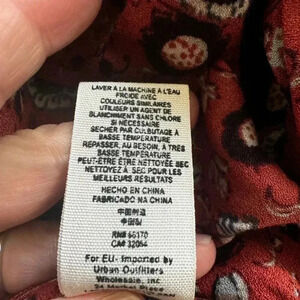 LAVER À LA MACHINE À L'EAU
FROIDE AVEC
COULEURS SIMILAIRES
UTILISER UN AGENT DE
BLANCHIMENT SANS CHLORE
SI NÉCESSAIRE
SECHER PAR CULBUTAGE À
BASSE TEMPÉRATURE
REPASSER, AU BESOIN, À TRÈS
BASSE TEMPÉRATURE
PEUT-ÊTRE ÊTRE NETTOYÉE SEC
NETTOYEZ À SEC POUR LES
MEILLEURS RÉSULTATS
HECHO EN CHINA
FABRICADO NA CHINA
中国制造
中國製
RN# 66170
CA# 32054
For EU- Imported by
Urban Outfitters
Wholesale, Inc